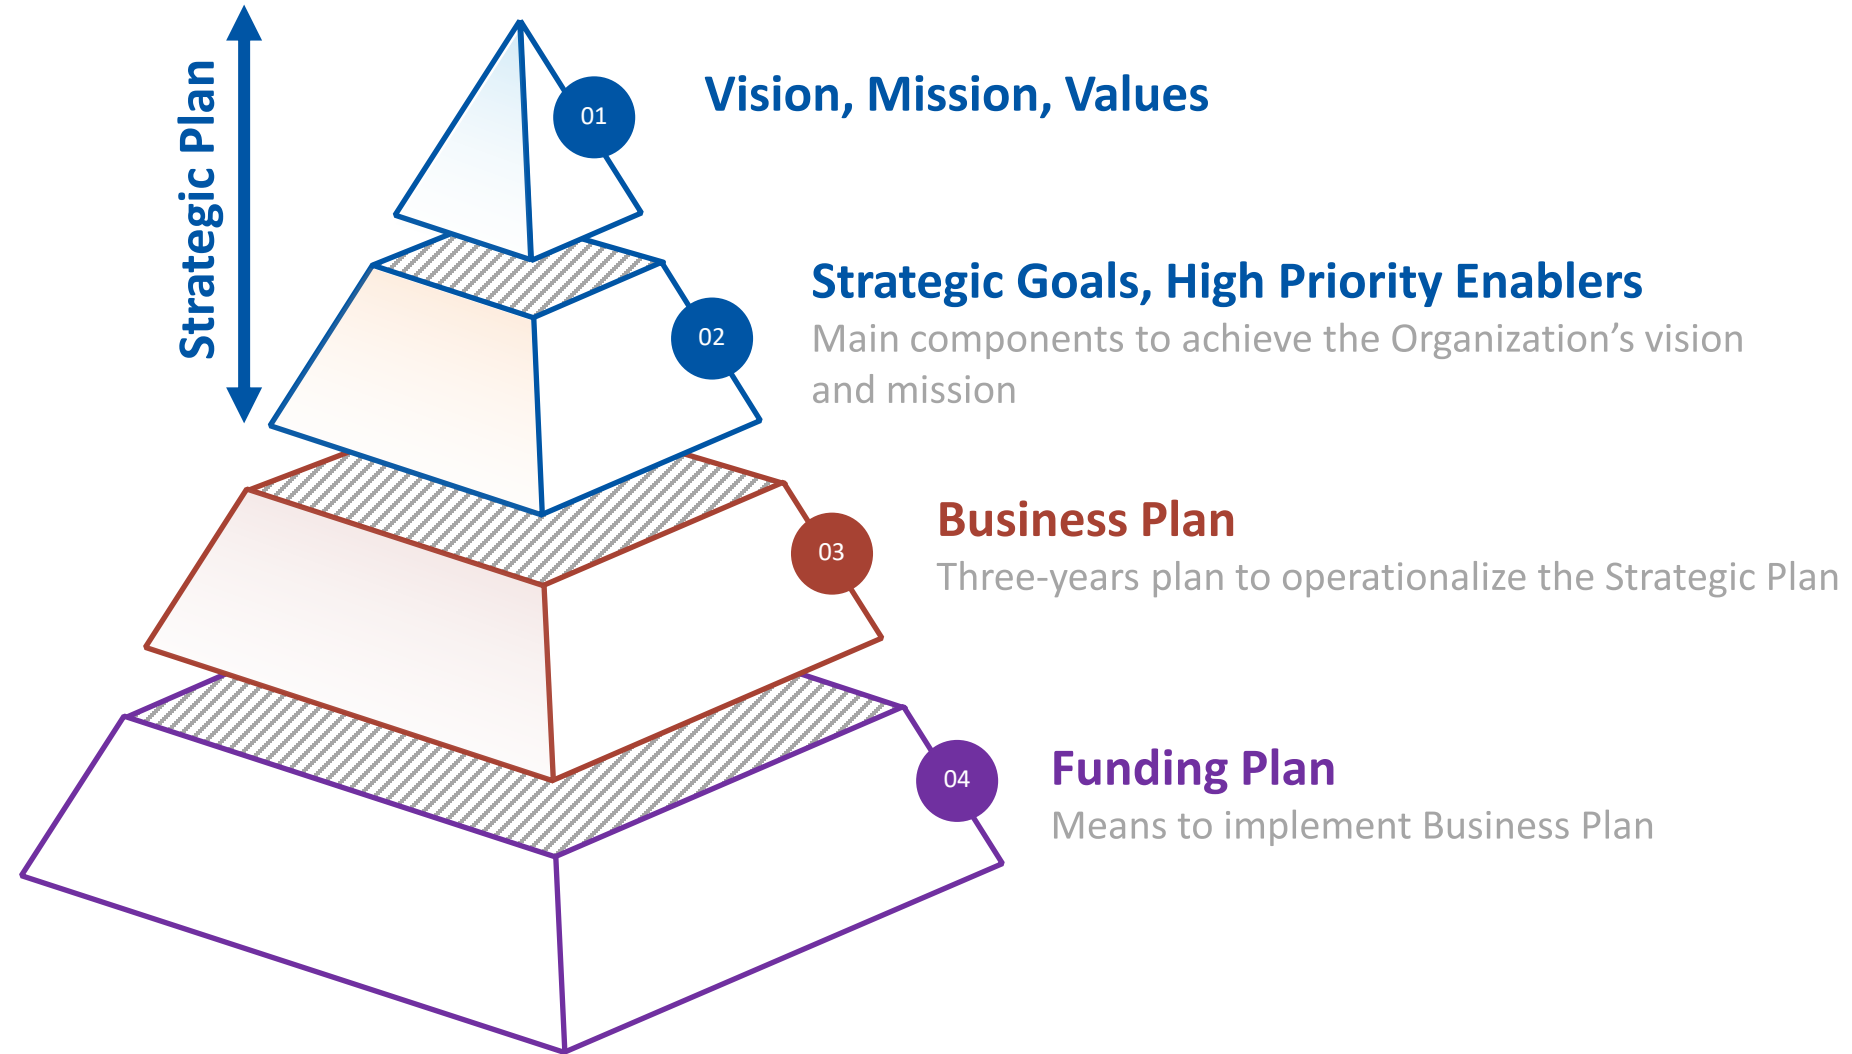 Strategic Plan
01
Vision, Mission, Values
02
Strategic Goals, High Priority Enablers
Main components to achieve the Organization’s vision
and mission
03
Business Plan
Three-years plan to operationalize the Strategic Plan
04
Funding Plan
Means to implement Business Plan